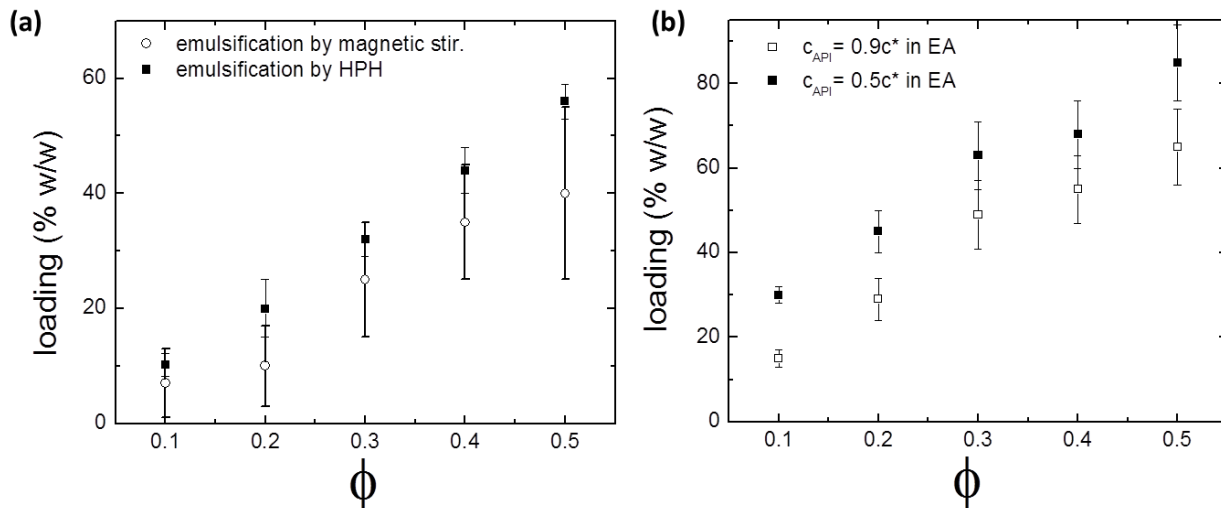 (a)
emulsification by magnetic stir.
emulsification by HPH
loading (% w/w)
60
40
20
0
0.1 0.2 0.3 0.4 0.5
ϕ
(b)
c_API = 0.9c* in EA
c_API = 0.5c* in EA
loading (% w/w)
80
60
40
20
0
0.1 0.2 0.3 0.4 0.5
ϕ